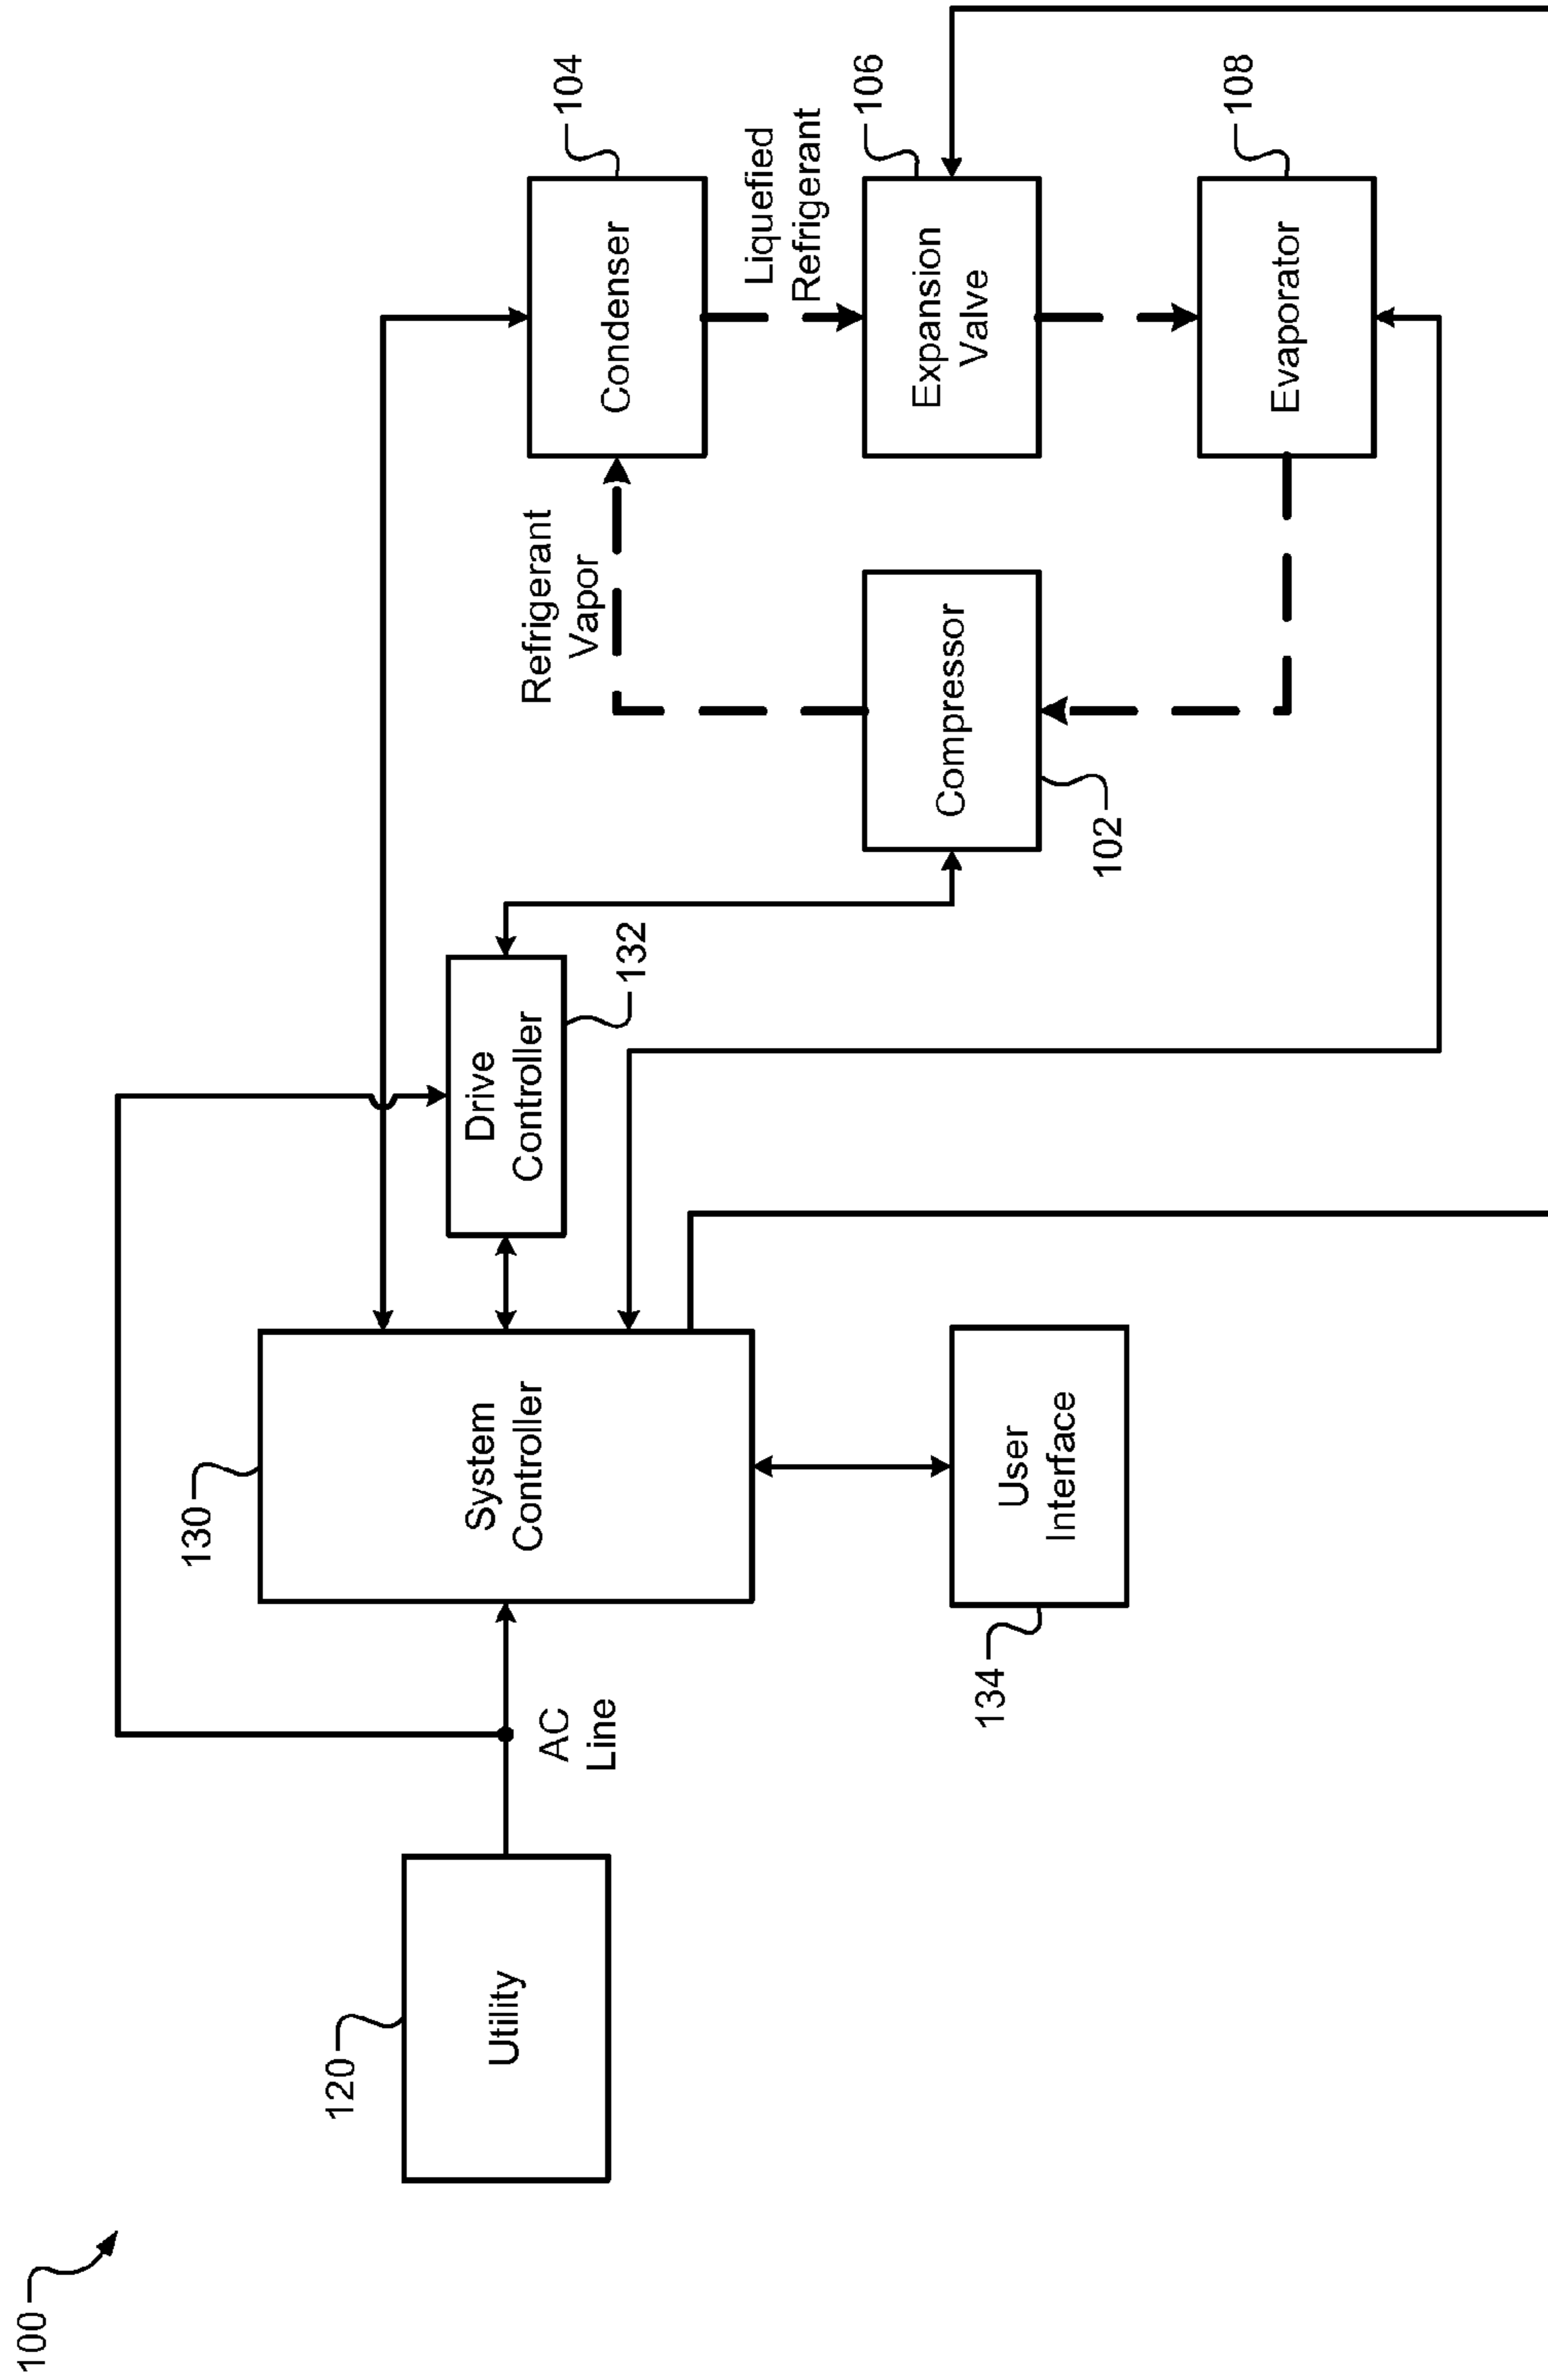 100
120
Utility
AC
Line
130
System
Controller
134
User
Interface
Drive
Controller
132
Compressor
102
Refrigerant
Vapor
Condenser
104
Liquefied
Refrigerant
Expansion
Valve
106
Evaporator
108